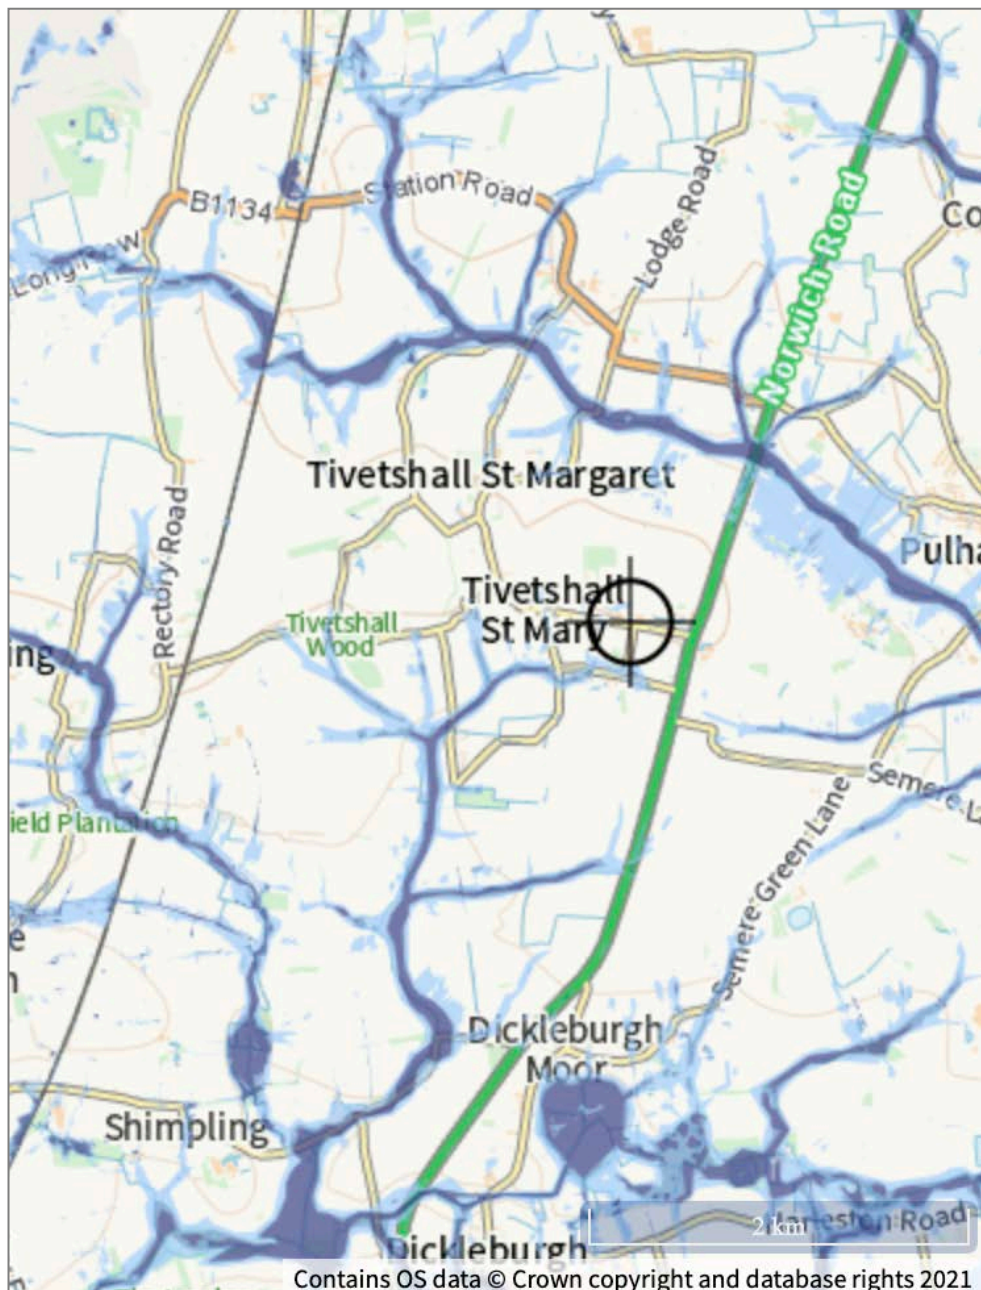 B1134
Station Road
Long Row
Lodge Road
Norwich Road
Co
Tivetshall St Margaret
Rectory Road
Pulha
Tivetshall
St Mary
Tivetshall
Wood
ing
Semere L
Semere Green Lane
ield Plantation
e
n
Dickleburgh
Moor
Shimpling
2 km
Harleston Road
Dickleburgh
Contains OS data © Crown copyright and database rights 2021